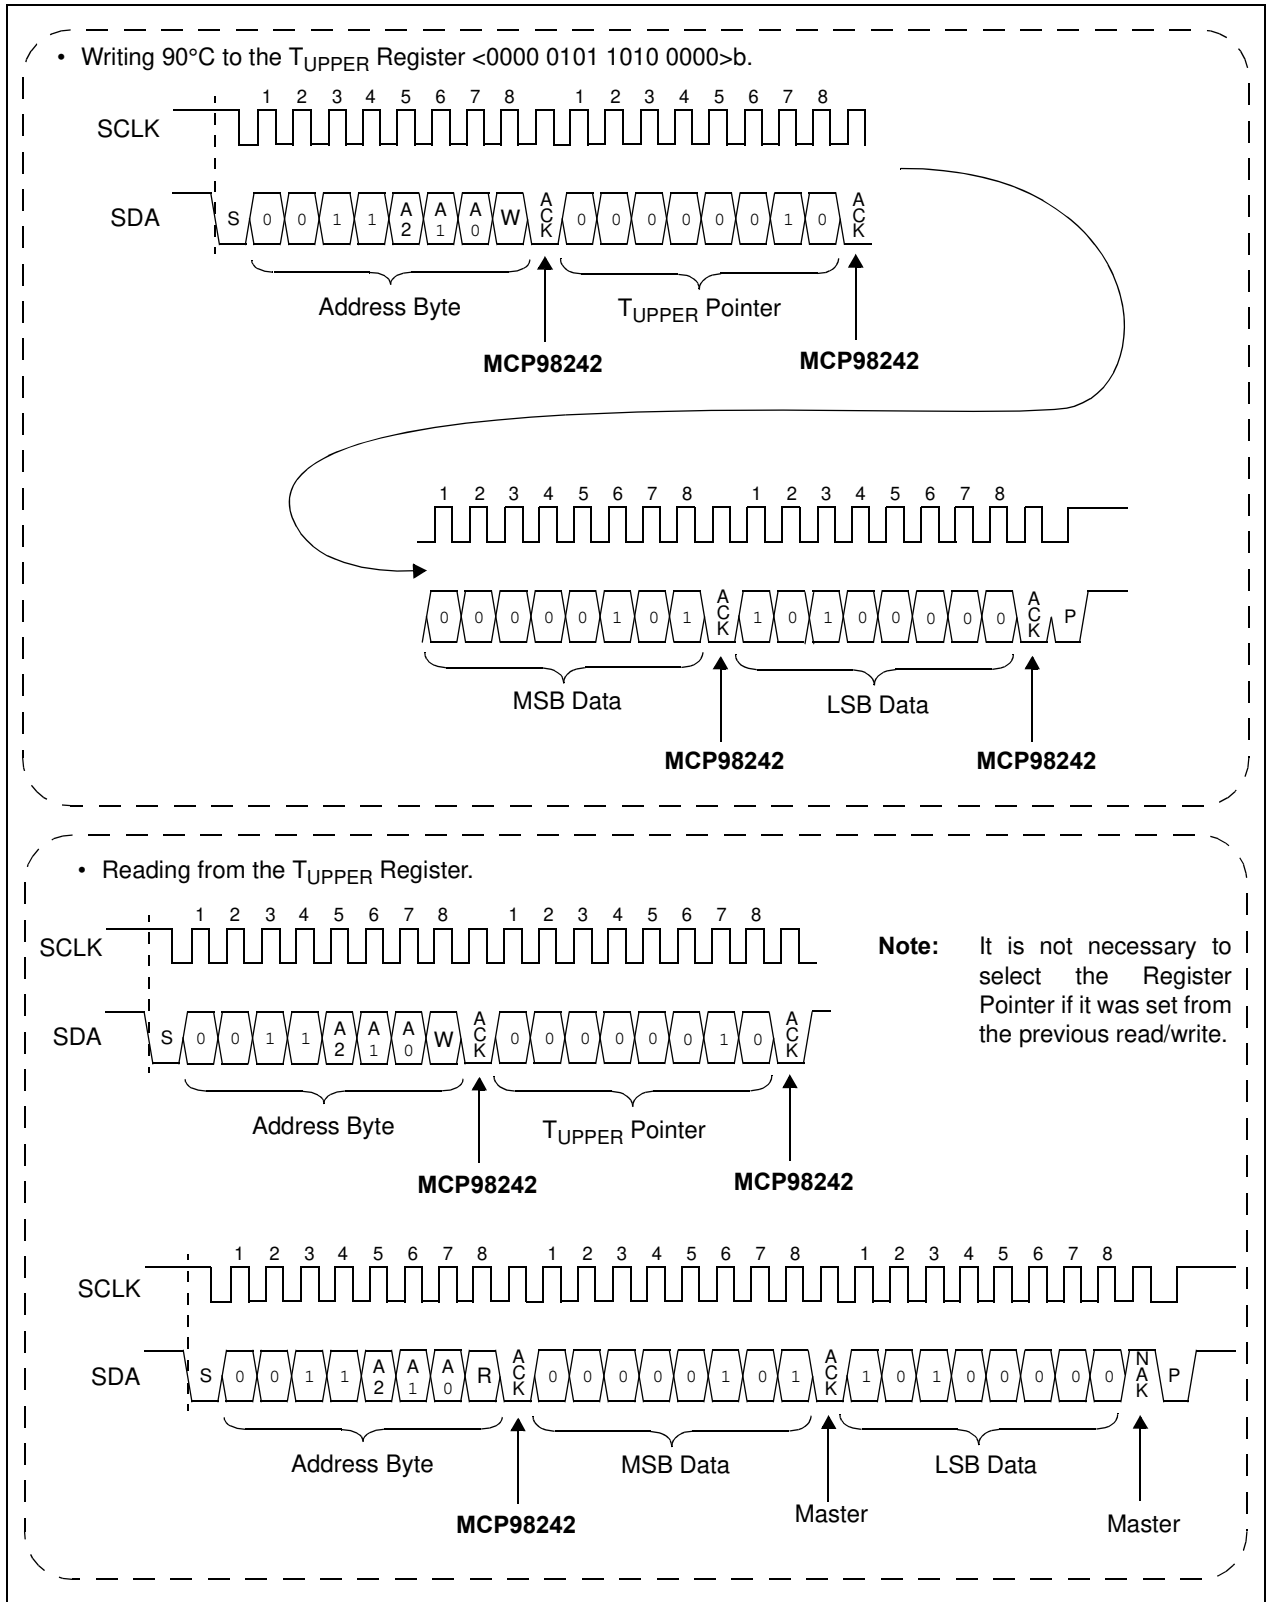 • Writing 90°C to the TUPPER Register <0000 0101 1010 0000>b.
1 2 3 4 5 6 7 8 1 2 3 4 5 6 7 8
SCLK
SDA S 0 0 1 1 A2 A1 A0 W ACK 0 0 0 0 0 0 1 0 ACK
Address Byte TUPPER Pointer
MCP98242 MCP98242
1 2 3 4 5 6 7 8 1 2 3 4 5 6 7 8
0 0 0 0 0 1 0 1 ACK 1 0 1 0 0 0 0 0 ACK P
MSB Data LSB Data
MCP98242 MCP98242
• Reading from the TUPPER Register.
1 2 3 4 5 6 7 8 1 2 3 4 5 6 7 8
SCLK
Note: It is not necessary to
select the Register
Pointer if it was set from
the previous read/write.
SDA S 0 0 1 1 A2 A1 A0 W ACK 0 0 0 0 0 0 1 0 ACK
Address Byte TUPPER Pointer
MCP98242 MCP98242
1 2 3 4 5 6 7 8 1 2 3 4 5 6 7 8 1 2 3 4 5 6 7 8
SCLK
SDA S 0 0 1 1 A2 A1 A0 R ACK 0 0 0 0 0 1 0 1 ACK 1 0 1 0 0 0 0 0 NAK P
Address Byte MSB Data LSB Data
MCP98242 Master Master